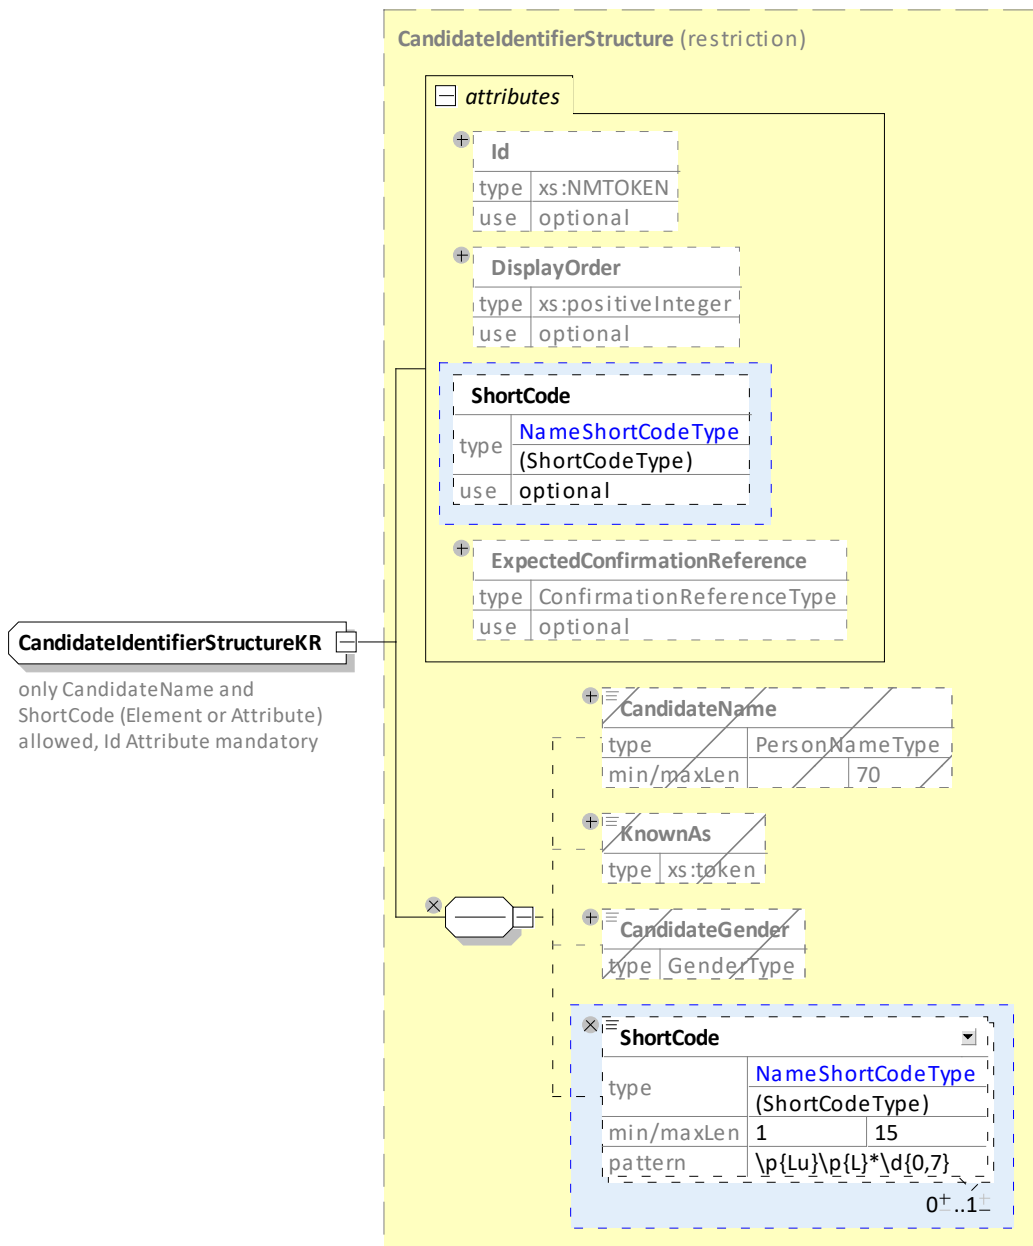 CandidateIdentifierStructure (restriction)
attributes
Id
type xs:NMTOKEN
use optional
DisplayOrder
type xs:positiveInteger
use optional
ShortCode
type NameShortCodeType
(ShortCodeType)
use optional
ExpectedConfirmationReference
type ConfirmationReferenceType
use optional
CandidateIdentifierStructureKR
only CandidateName and
ShortCode (Element or Attribute)
allowed, Id Attribute mandatory
CandidateName
type PersonNameType
min/maxLen 70
KnownAs
type xs:token
CandidateGender
type GenderType
ShortCode
type NameShortCodeType
(ShortCodeType)
min/maxLen 1 15
pattern \p{Lu}\p{L}*\d{0,7}
0±..1±